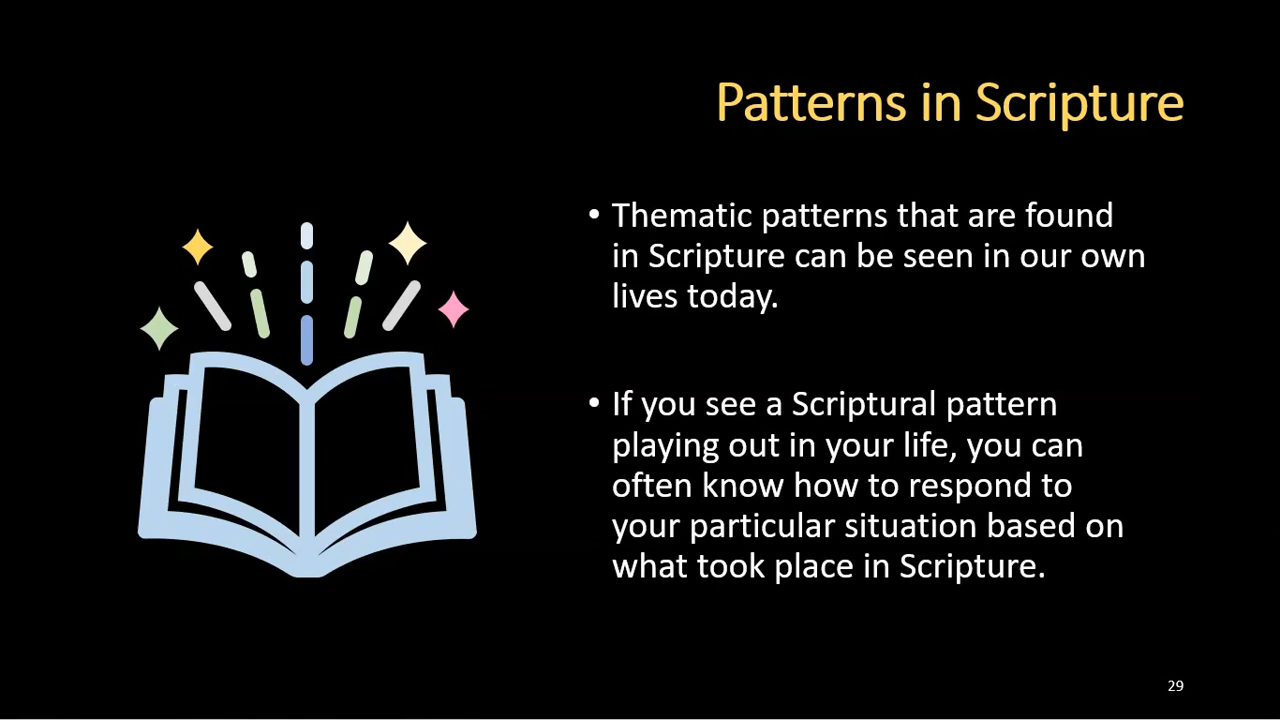 Patterns in Scripture
• Thematic patterns that are found
in Scripture can be seen in our own
lives today.
• If you see a Scriptural pattern
playing out in your life, you can
often know how to respond to
your particular situation based on
what took place in Scripture.
29